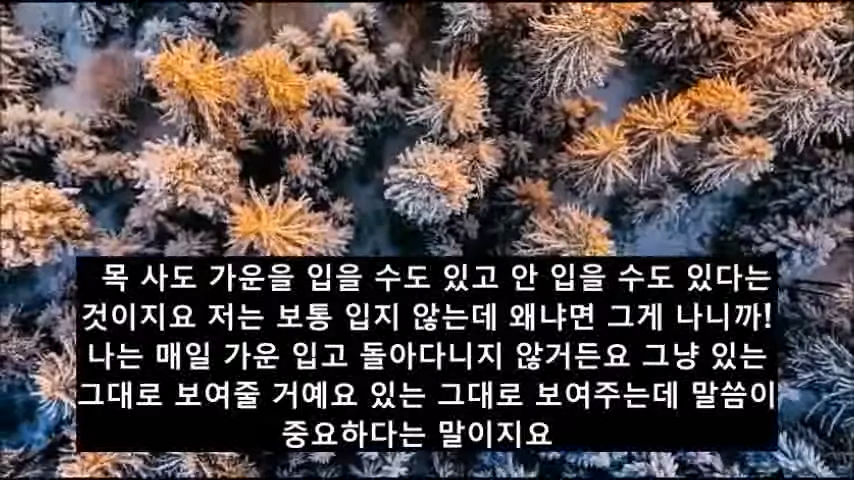 목 사도 가운을 입을 수도 있고 안 입을 수도 있다는
것이지요 저는 보통 입지 않는데 왜냐면 그게 나니까!
나는 매일 가운 입고 돌아다니지 않거든요 그냥 있는
그대로 보여줄 거예요 있는 그대로 보여주는데 말씀이
중요하다는 말이지요